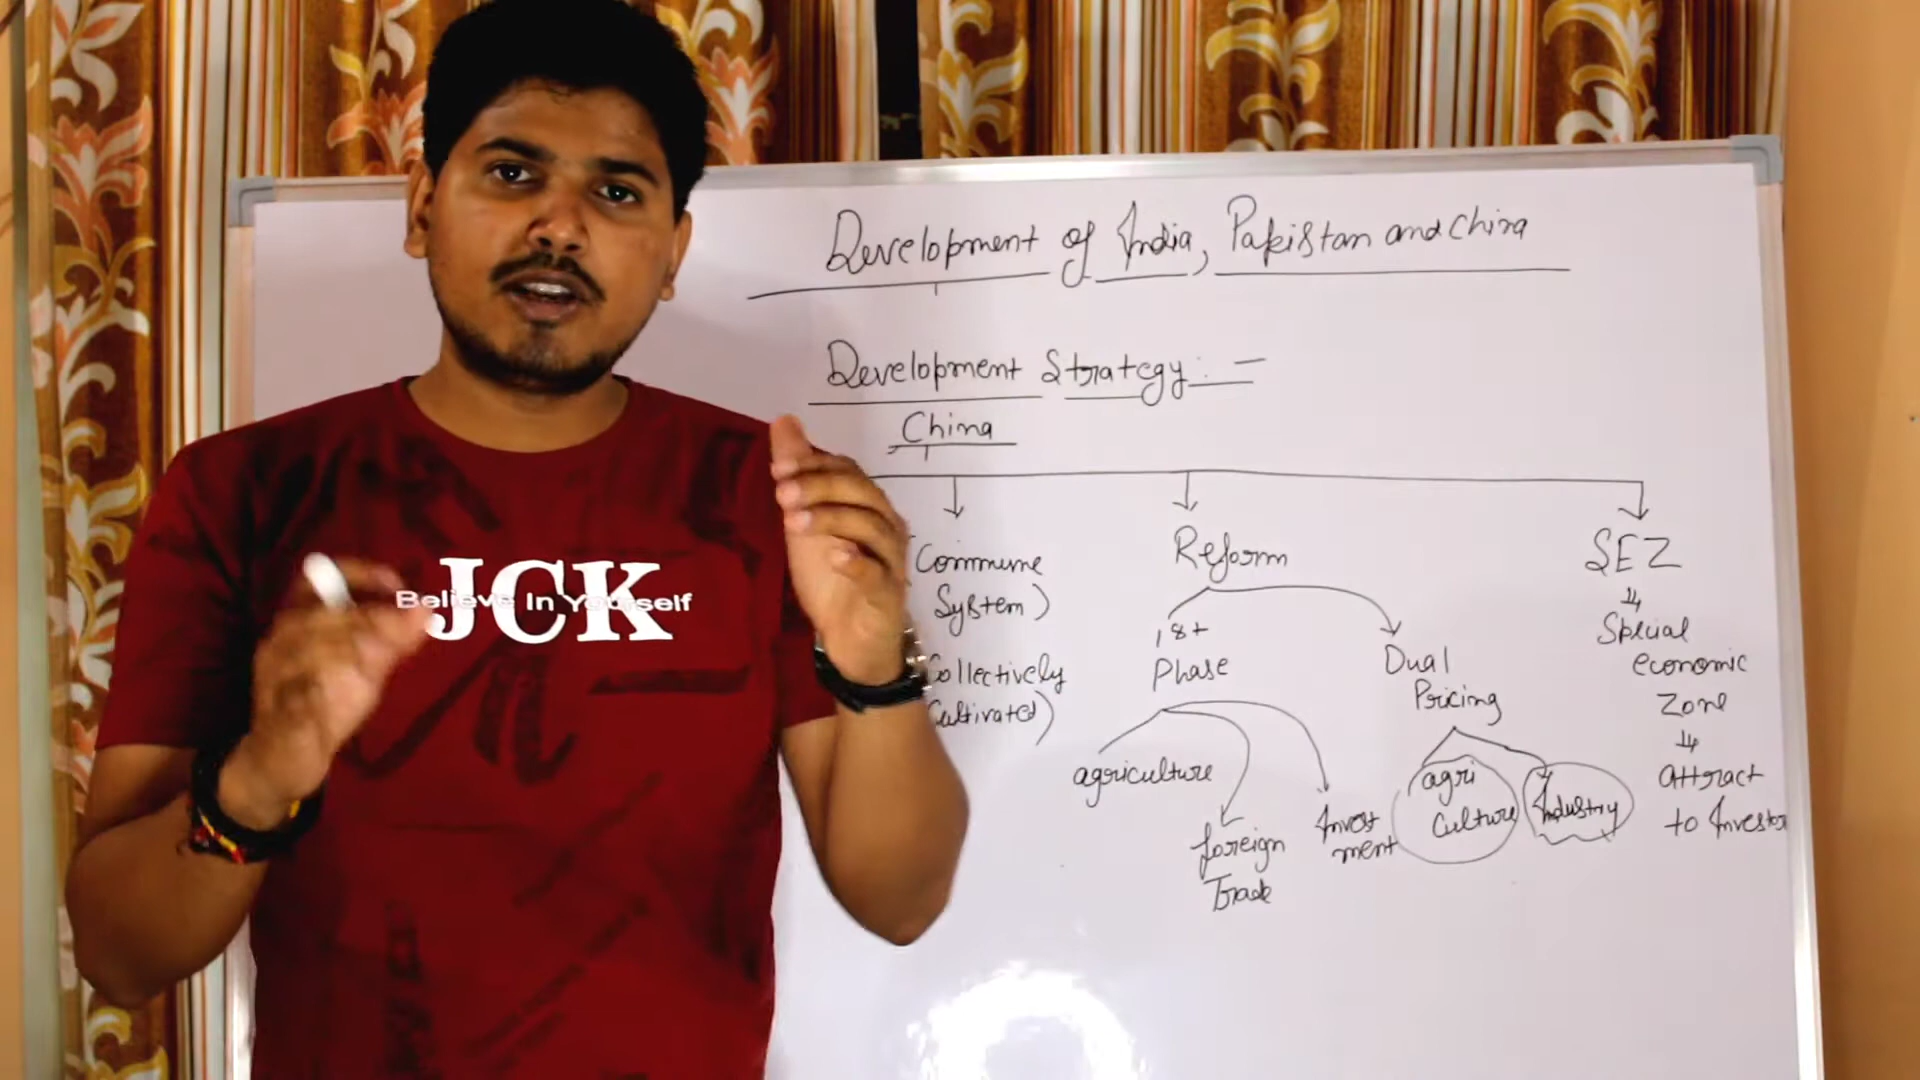 Development of India, Pakistan and China
Development Strategy : -
China
(Commune
System)
Collectively
Cultivated)
Reform
1st
Phase
agriculture
foreign
Trade
Invest
ment
Dual
Pricing
agri
culture
Industry
SEZ
Special
economic
Zone
attract
to Investor
JCK
Believe In Yourself